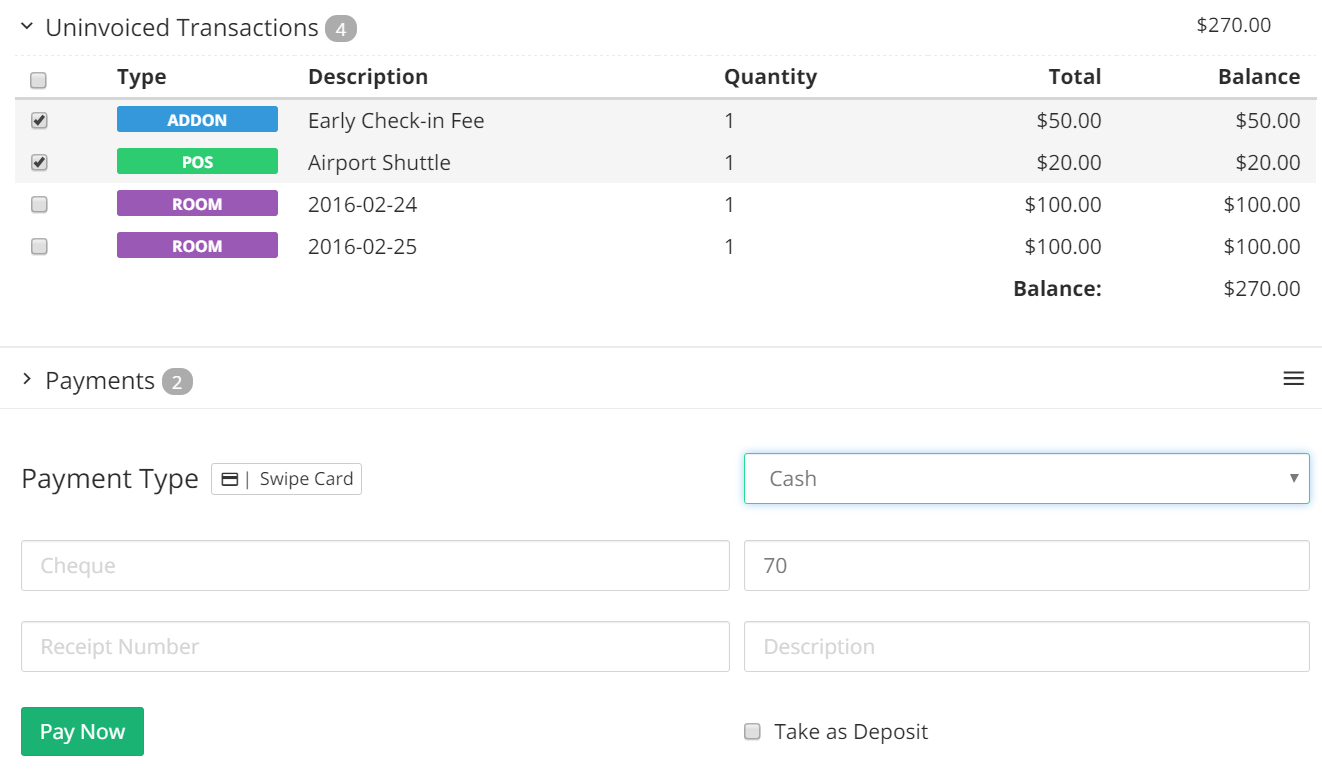 Uninvoiced Transactions 4 $270.00
Type Description Quantity Total Balance
ADDON Early Check-in Fee 1 $50.00 $50.00
POS Airport Shuttle 1 $20.00 $20.00
ROOM 2016-02-24 1 $100.00 $100.00
ROOM 2016-02-25 1 $100.00 $100.00
Balance: $270.00
Payments 2
Payment Type | Swipe Card Cash
Cheque 70
Receipt Number Description
Pay Now Take as Deposit